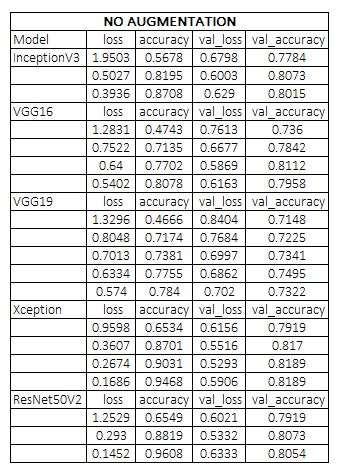 NO AUGMENTATION
Model loss accuracy val_loss val_accuracy
InceptionV3 1.9503 0.5678 0.6798 0.7784
0.5027 0.8195 0.6003 0.8073
0.3936 0.8708 0.629 0.8015
VGG16 loss accuracy val_loss val_accuracy
1.2831 0.4743 0.7613 0.736
0.7522 0.7135 0.6677 0.7842
0.64 0.7702 0.5869 0.8112
0.5402 0.8078 0.6163 0.7958
VGG19 loss accuracy val_loss val_accuracy
1.3296 0.4666 0.8404 0.7148
0.8048 0.7174 0.7684 0.7225
0.7013 0.7381 0.6997 0.7341
0.6334 0.7755 0.6862 0.7495
0.574 0.784 0.702 0.7322
Xception loss accuracy val_loss val_accuracy
0.9598 0.6534 0.6156 0.7919
0.3607 0.8701 0.5516 0.817
0.2674 0.9031 0.5293 0.8189
0.1686 0.9468 0.5906 0.8189
ResNet50V2 loss accuracy val_loss val_accuracy
1.2529 0.6549 0.6021 0.7919
0.293 0.8819 0.5332 0.8073
0.1452 0.9608 0.6333 0.8054